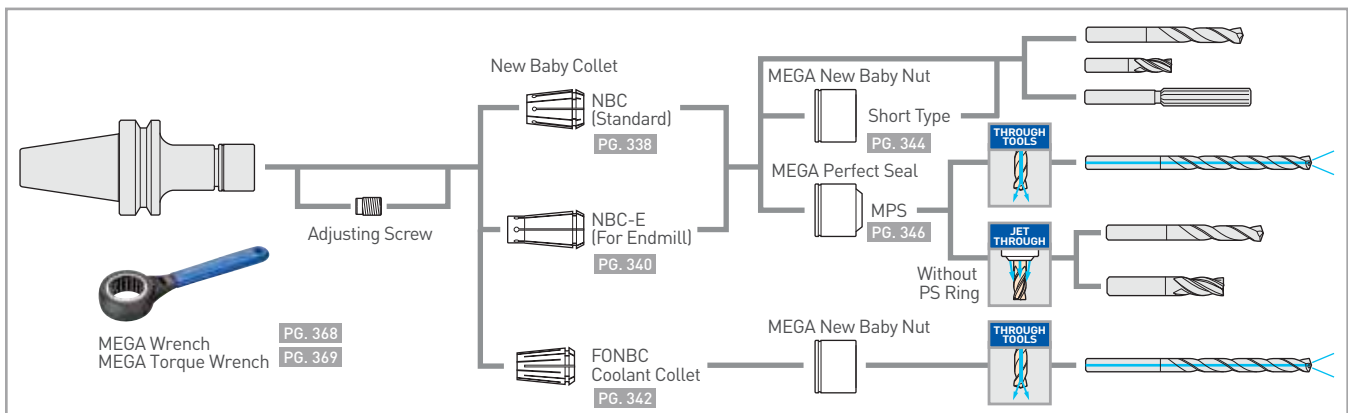 New Baby Collet
NBC
(Standard)
PG. 338
NBC-E
(For Endmill)
PG. 340
FONBC
Coolant Collet
PG. 342
Adjusting Screw
MEGA Wrench
PG. 368
MEGA Torque Wrench
PG. 369
MEGA New Baby Nut
Short Type
PG. 344
MEGA Perfect Seal
MPS
PG. 346
Without
PS Ring
MEGA New Baby Nut
THROUGH
TOOLS
JET
THROUGH
THROUGH
TOOLS